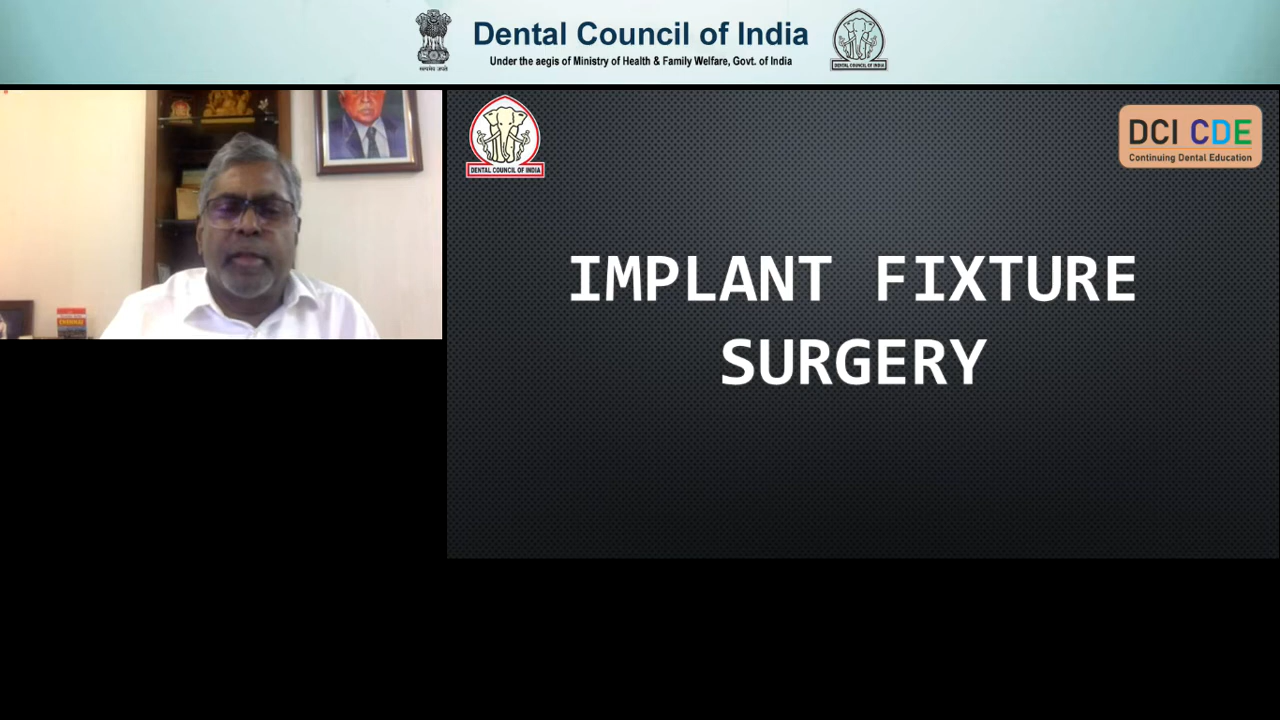 Dental Council of India
Under the aegis of Ministry of Health & Family Welfare, Govt. of India
DENTAL COUNCIL OF INDIA
DCI CDE
Continuing Dental Education
IMPLANT FIXTURE
SURGERY